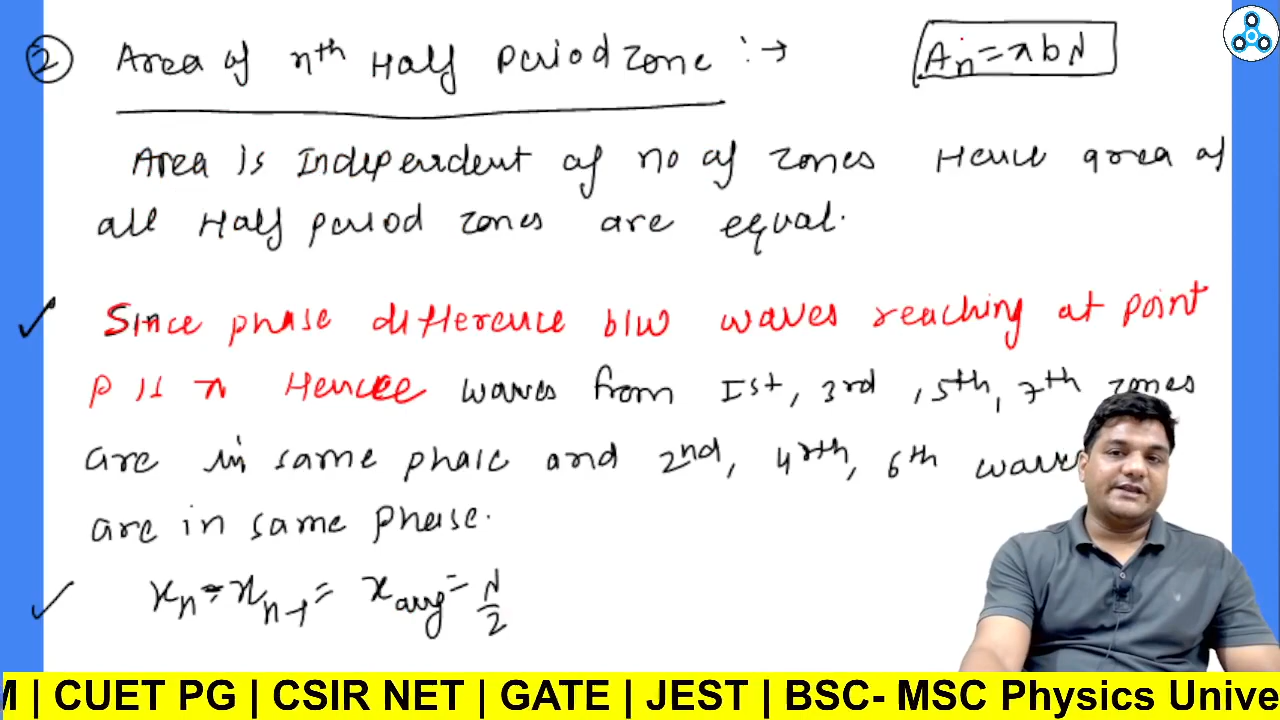 ② Area of nth Half Period Zone :→ An = πbλ
Area is Independent of no of zones Hence area of
all Half period zones are equal.
✓ Since phase difference b/w waves reaching at point
P is π Hence waves from Ist, 3rd, 5th, 7th zones
are in same phase and 2nd, 4rth, 6th waves
are in same phase.
✓ xn - xn-1 = xavg = λ/2
M | CUET PG | CSIR NET | GATE | JEST | BSC- MSC Physics Unive